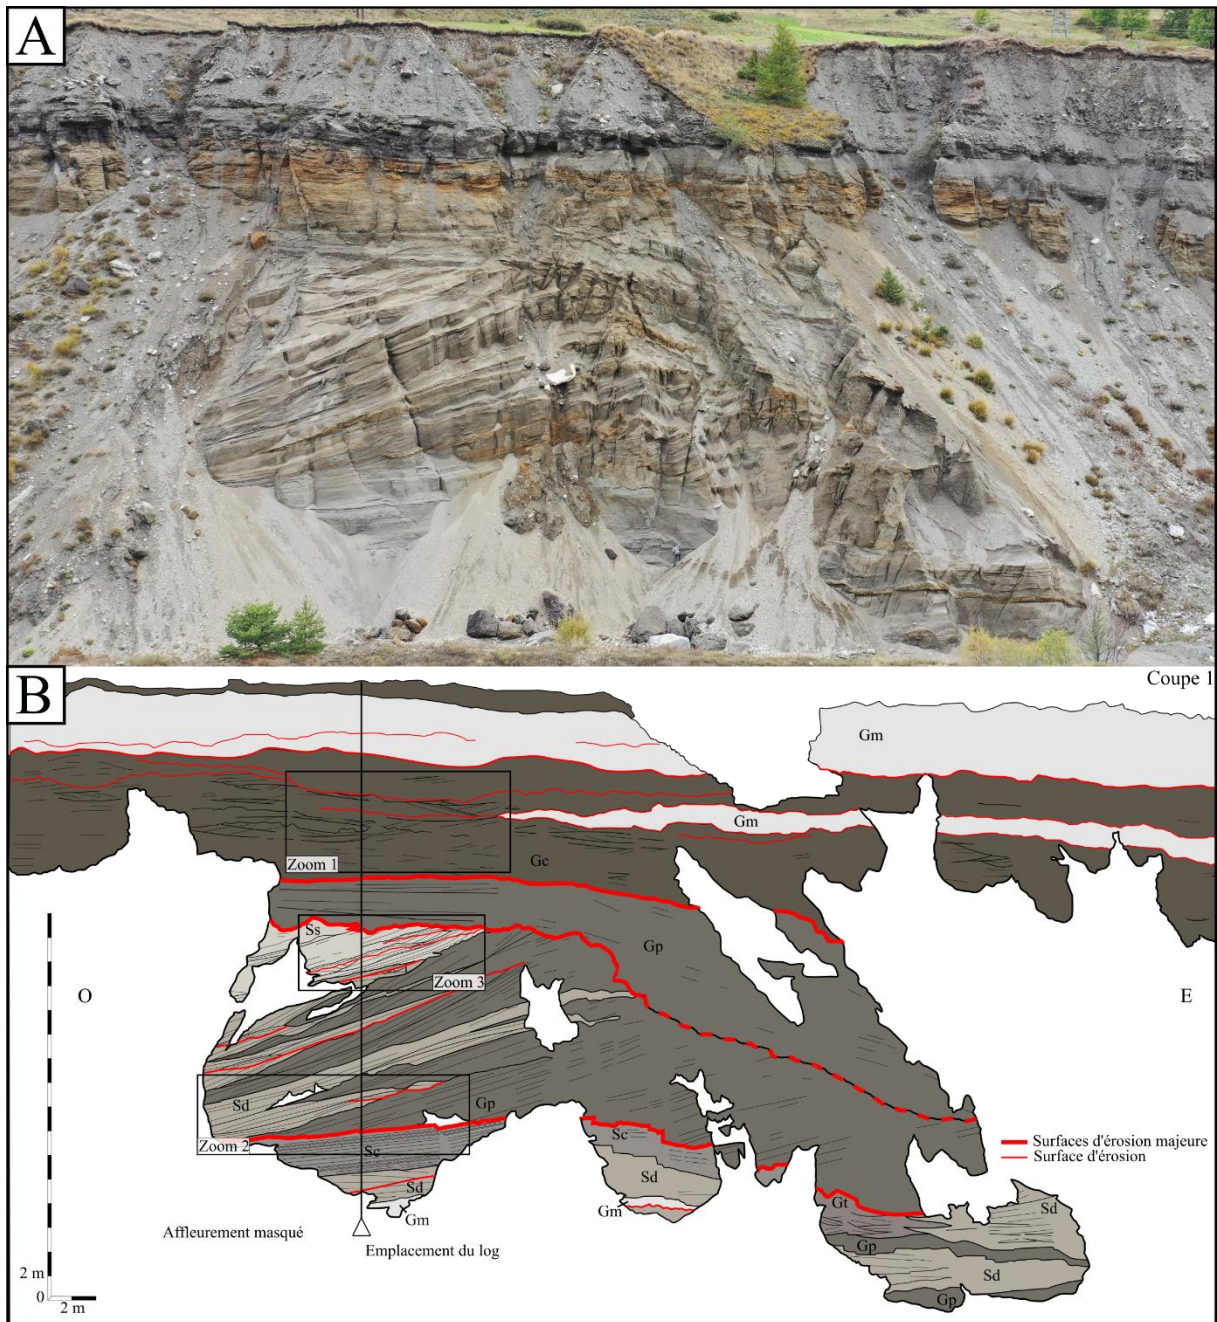 A
B
Coupe 1
Gm
Gm
Zoom 1
Gc
Ss
Gp
Zoom 3
O
E
Sd
Gp
Zoom 2
Sc
Sc
Surfaces d'érosion majeure
Surface d'érosion
Sd
Sd
Gm
Gm
Gt
Sd
Gp
Sd
Gp
Affleurement masqué
Emplacement du log
2 m
0
2 m